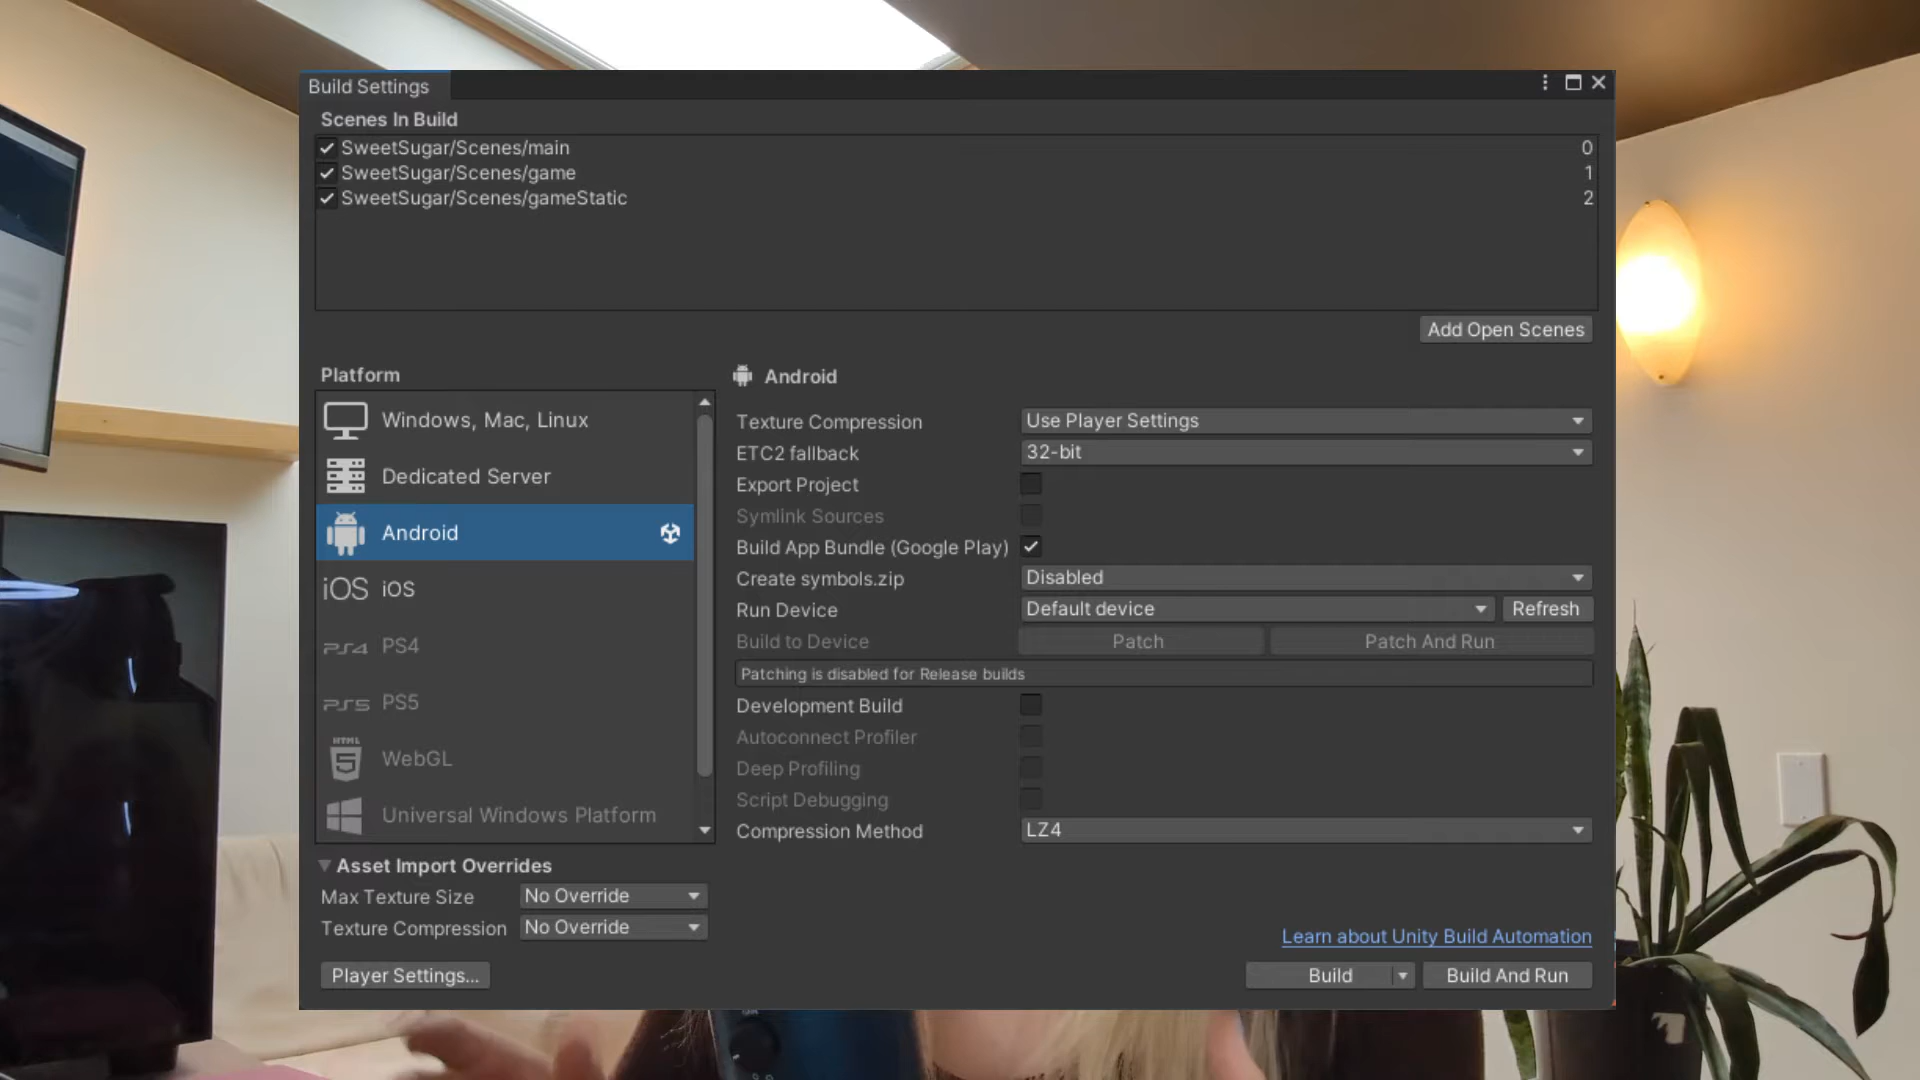 Build Settings
Scenes In Build
SweetSugar/Scenes/main 0
SweetSugar/Scenes/game 1
SweetSugar/Scenes/gameStatic 2
Add Open Scenes
Platform
Windows, Mac, Linux
Dedicated Server
Android
iOS iOS
PS4 PS4
PS5 PS5
HTML 5 WebGL
Universal Windows Platform
Android
Texture Compression Use Player Settings
ETC2 fallback 32-bit
Export Project
Symlink Sources
Build App Bundle (Google Play)
Create symbols.zip Disabled
Run Device Default device Refresh
Build to Device Patch Patch And Run
Patching is disabled for Release builds
Development Build
Autoconnect Profiler
Deep Profiling
Script Debugging
Compression Method LZ4
Asset Import Overrides
Max Texture Size No Override
Texture Compression No Override
Learn about Unity Build Automation
Player Settings... Build Build And Run